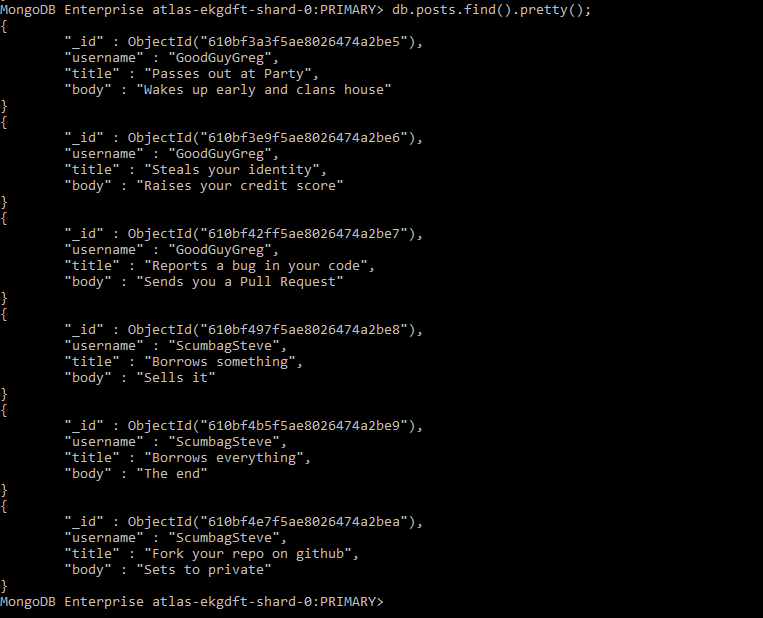 MongoDB Enterprise atlas-ekgdft-shard-0:PRIMARY> db.posts.find().pretty();
{
        "_id" : ObjectId("610bf3a3f5ae8026474a2be5"),
        "username" : "GoodGuyGreg",
        "title" : "Passes out at Party",
        "body" : "Wakes up early and clans house"
}
{
        "_id" : ObjectId("610bf3e9f5ae8026474a2be6"),
        "username" : "GoodGuyGreg",
        "title" : "Steals your identity",
        "body" : "Raises your credit score"
}
{
        "_id" : ObjectId("610bf42ff5ae8026474a2be7"),
        "username" : "GoodGuyGreg",
        "title" : "Reports a bug in your code",
        "body" : "Sends you a Pull Request"
}
{
        "_id" : ObjectId("610bf497f5ae8026474a2be8"),
        "username" : "ScumbagSteve",
        "title" : "Borrows something",
        "body" : "Sells it"
}
{
        "_id" : ObjectId("610bf4b5f5ae8026474a2be9"),
        "username" : "ScumbagSteve",
        "title" : "Borrows everything",
        "body" : "The end"
}
{
        "_id" : ObjectId("610bf4e7f5ae8026474a2bea"),
        "username" : "ScumbagSteve",
        "title" : "Fork your repo on github",
        "body" : "Sets to private"
}
MongoDB Enterprise atlas-ekgdft-shard-0:PRIMARY>